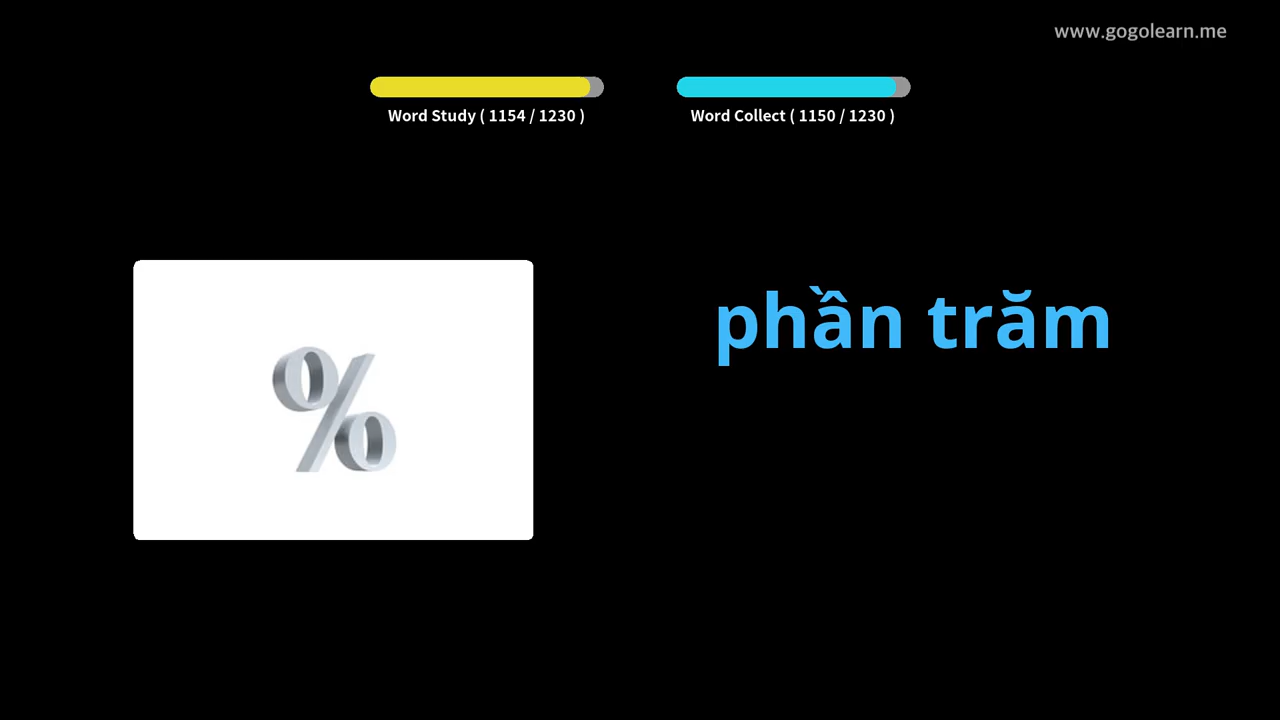 www.gogolearn.me
Word Study ( 1154 / 1230 )
Word Collect ( 1150 / 1230 )
%
phần trăm